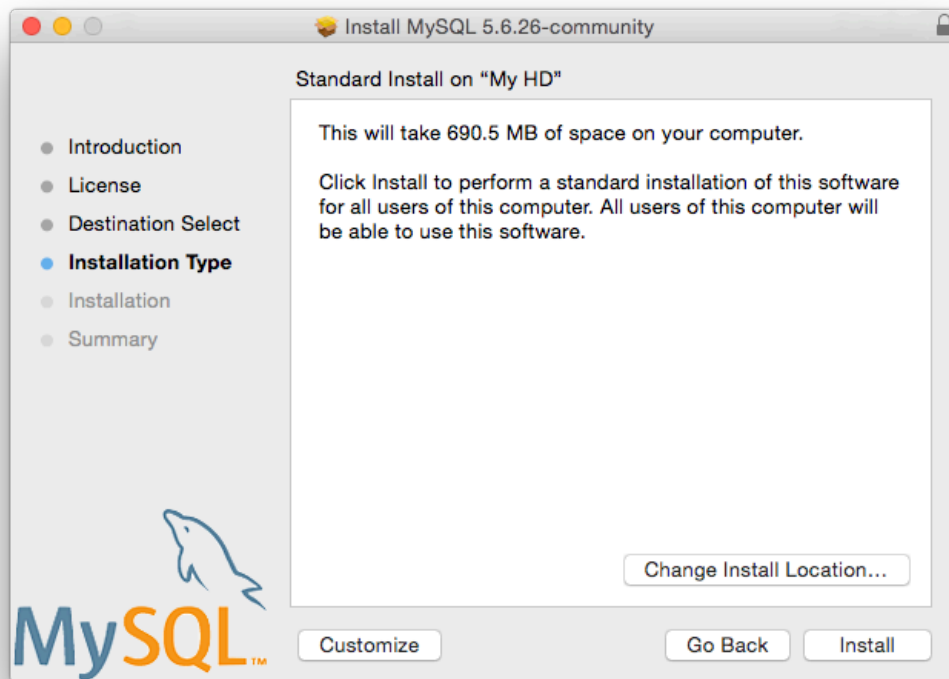 Install MySQL 5.6.26-community
Standard Install on “My HD”
Introduction
License
Destination Select
Installation Type
Installation
Summary
This will take 690.5 MB of space on your computer.
Click Install to perform a standard installation of this software
for all users of this computer. All users of this computer will
be able to use this software.
Change Install Location...
MySQL™
Customize
Go Back
Install